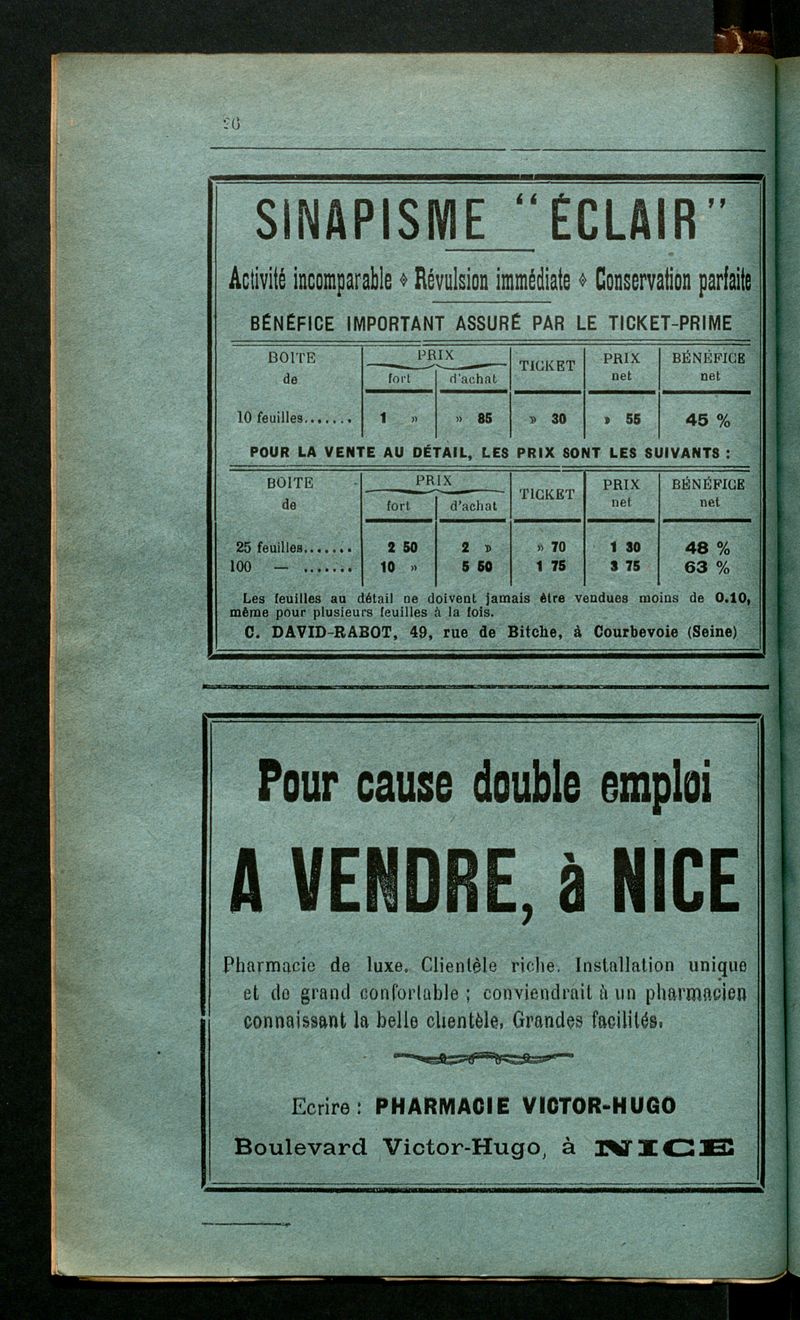 SINAPISME “ÉCLAIR”
Activité incomparable ⟡ Révulsion immédiate ⟡ Conservation parfaite
BÉNÉFICE IMPORTANT ASSURÉ PAR LE TICKET-PRIME
BOITE de | PRIX fort | PRIX d'achat | TICKET | PRIX net | BÉNÉFICE net
10 feuilles....... 1 » | » 85 | » 30 | » 55 | 45 %
POUR LA VENTE AU DÉTAIL, LES PRIX SONT LES SUIVANTS :
BOITE de | PRIX fort | PRIX d'achat | TICKET | PRIX net | BÉNÉFICE net
25 feuilles....... 2 50 | 2 » | » 70 | 1 30 | 48 %
100 — ....... 10 » | 5 50 | 1 75 | 3 75 | 63 %
Les feuilles au détail ne doivent jamais être vendues moins de 0.10,
même pour plusieurs feuilles à la fois.
C. DAVID-RABOT, 49, rue de Bitche, à Courbevoie (Seine)
Pour cause double emploi
A VENDRE, à NICE
Pharmacie de luxe. Clientèle riche. Installation unique
et de grand confortable ; conviendrait à un pharmacien
connaissant la belle clientèle, Grandes facilités.
Ecrire : PHARMACIE VICTOR-HUGO
Boulevard Victor-Hugo, à NICE